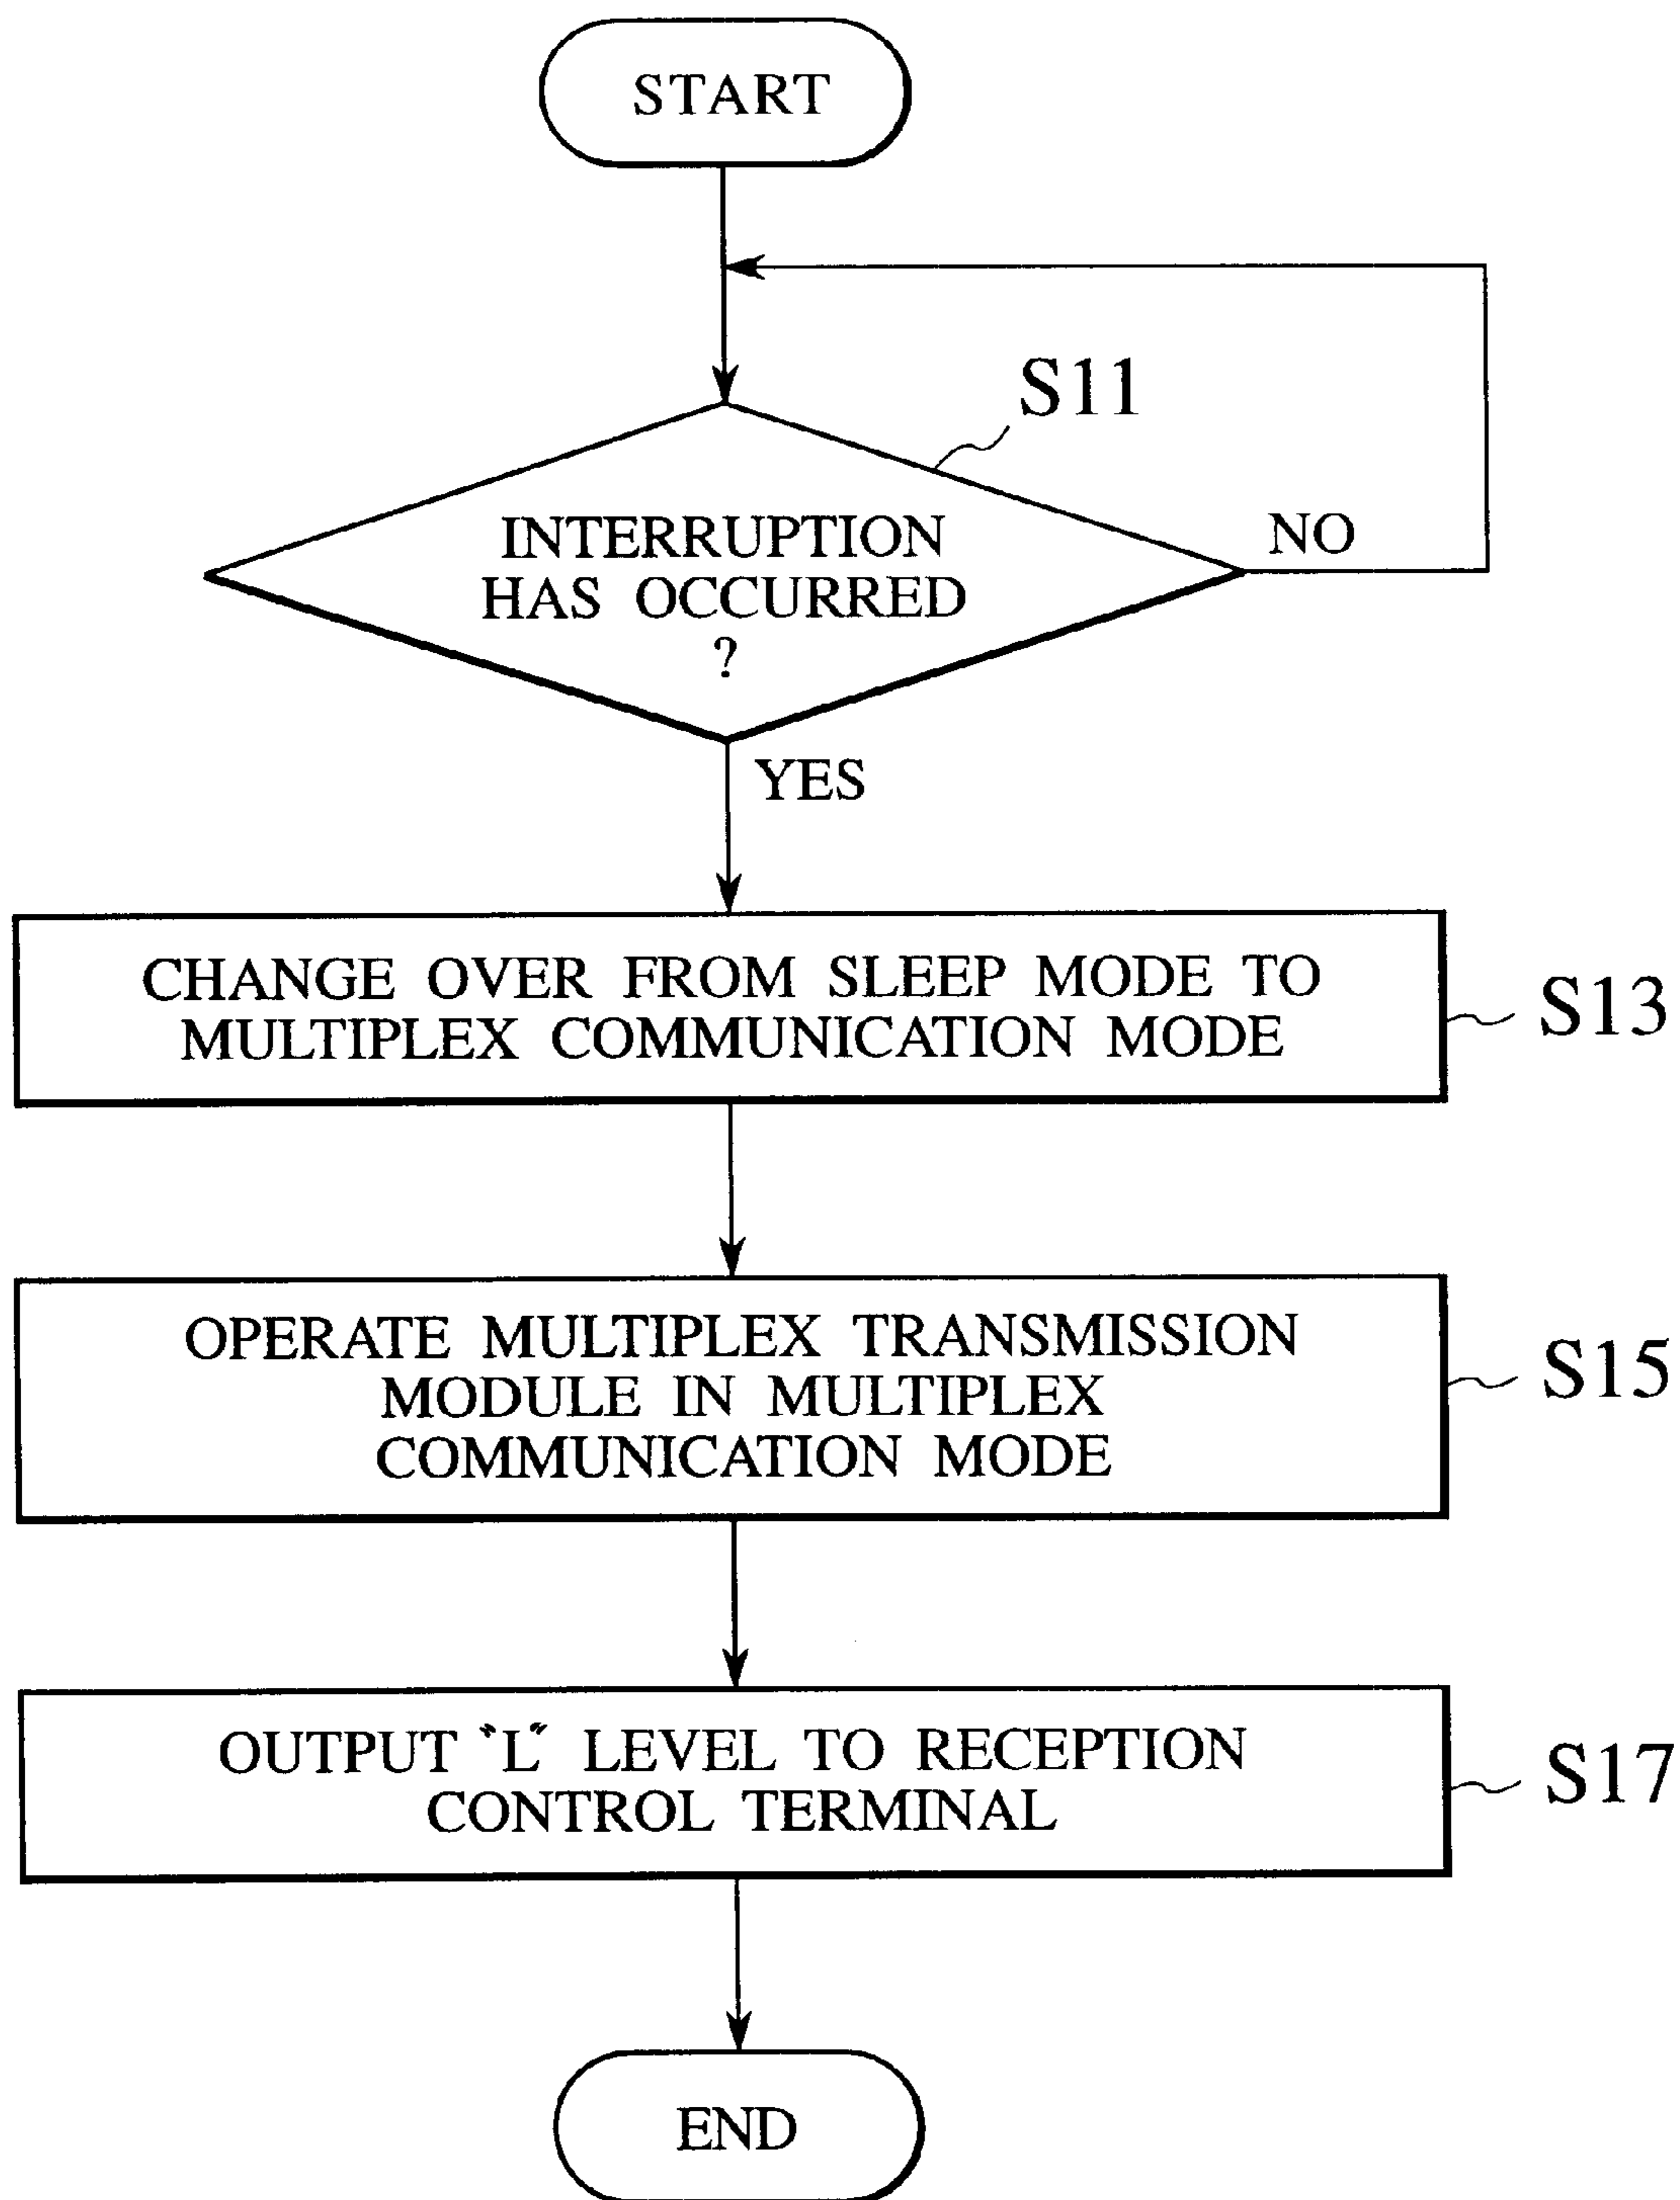 START
S11
INTERRUPTION
HAS OCCURRED
?
NO
YES
CHANGE OVER FROM SLEEP MODE TO
MULTIPLEX COMMUNICATION MODE
S13
OPERATE MULTIPLEX TRANSMISSION
MODULE IN MULTIPLEX
COMMUNICATION MODE
S15
OUTPUT "L" LEVEL TO RECEPTION
CONTROL TERMINAL
S17
END